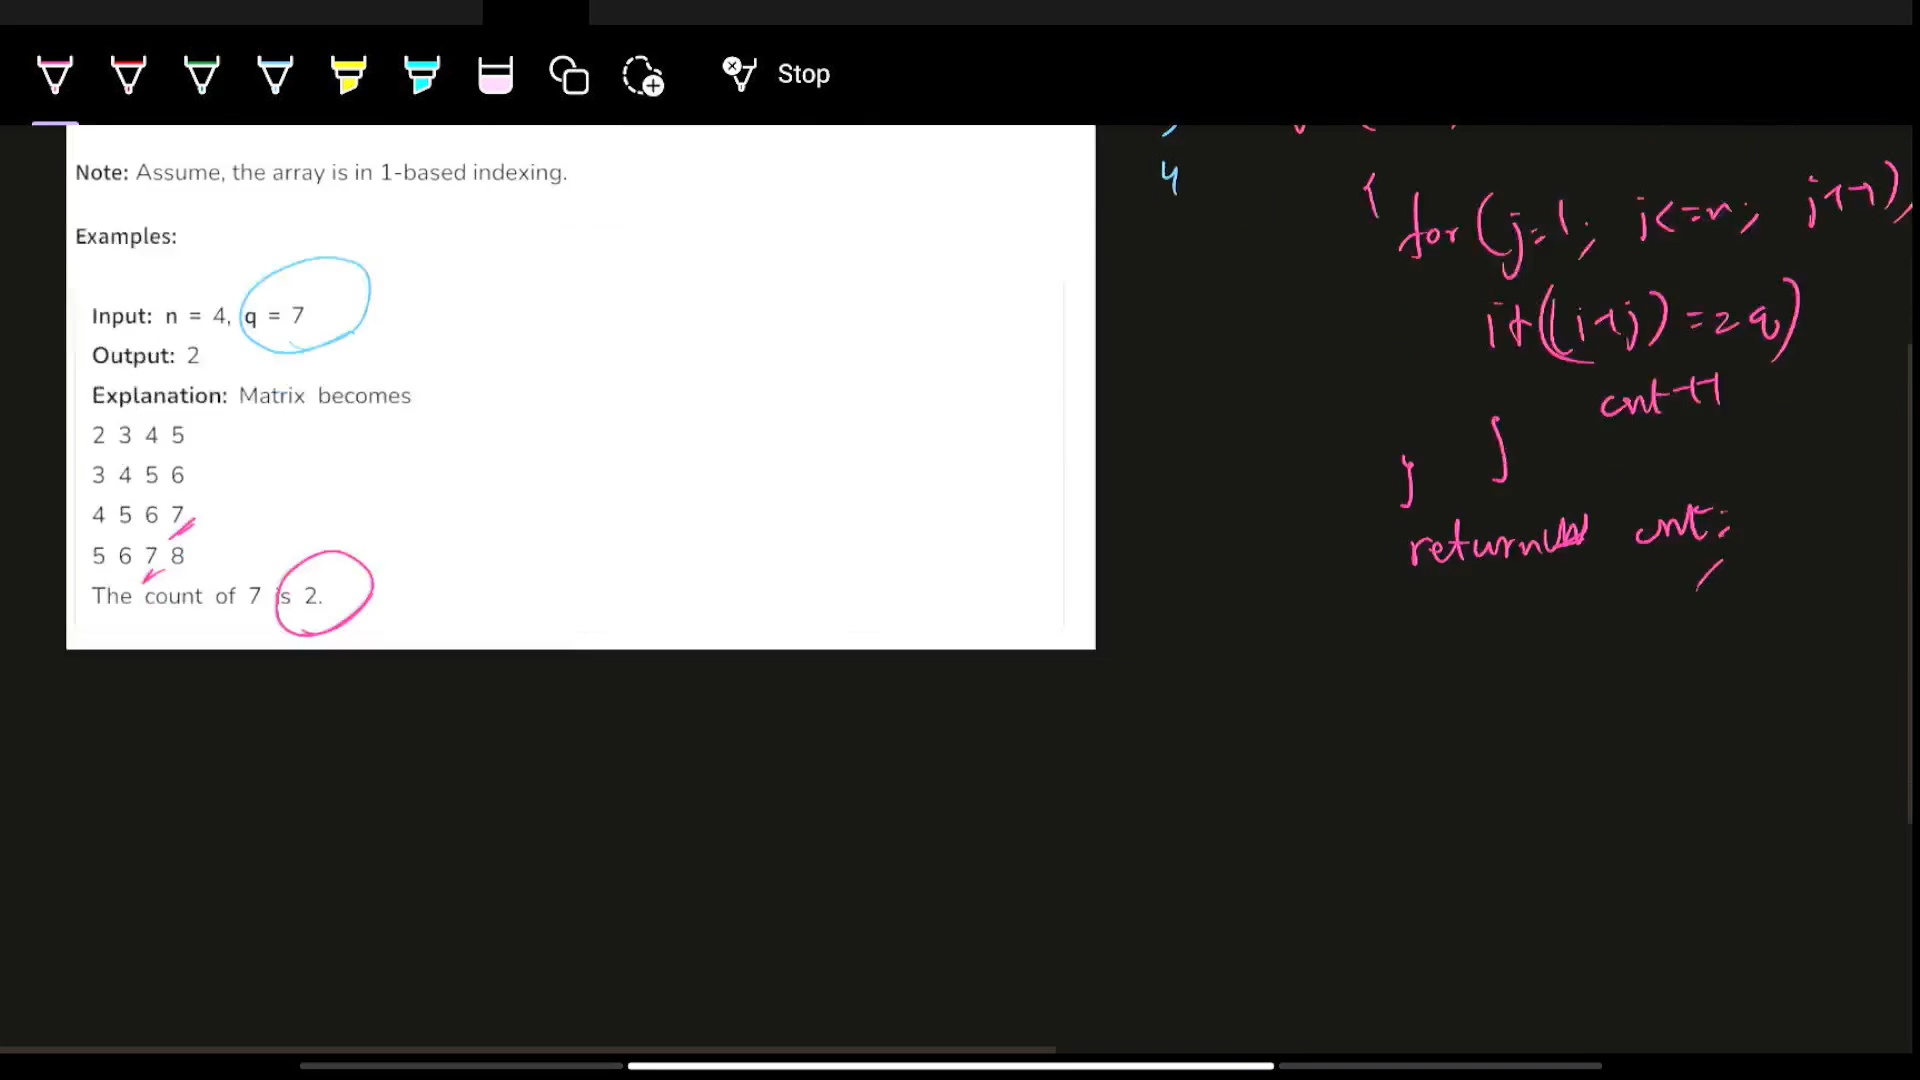 Stop
Note: Assume, the array is in 1-based indexing.
Examples:
Input: n = 4, q = 7
Output: 2
Explanation: Matrix becomes
2 3 4 5
3 4 5 6
4 5 6 7
5 6 7 8
The count of 7 is 2.
4
{
for (j=1; j<=n; j++)
if((i+j)==q)
cnt++
}
}
return cnt;